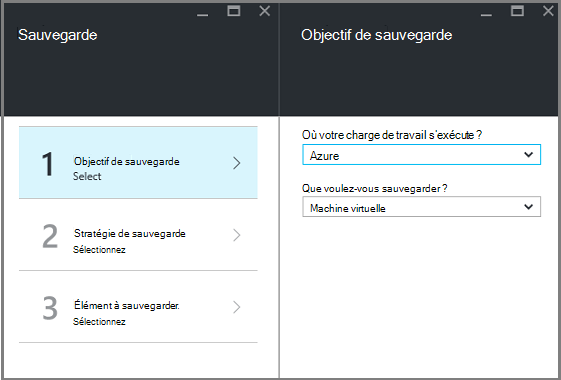 Sauvegarde
1
Objectif de sauvegarde
Select
2
Stratégie de sauvegarde
Sélectionnez
3
Élément à sauvegarder.
Sélectionnez
Objectif de sauvegarde
Où votre charge de travail s'exécute ?
Azure
Que voulez-vous sauvegarder ?
Machine virtuelle